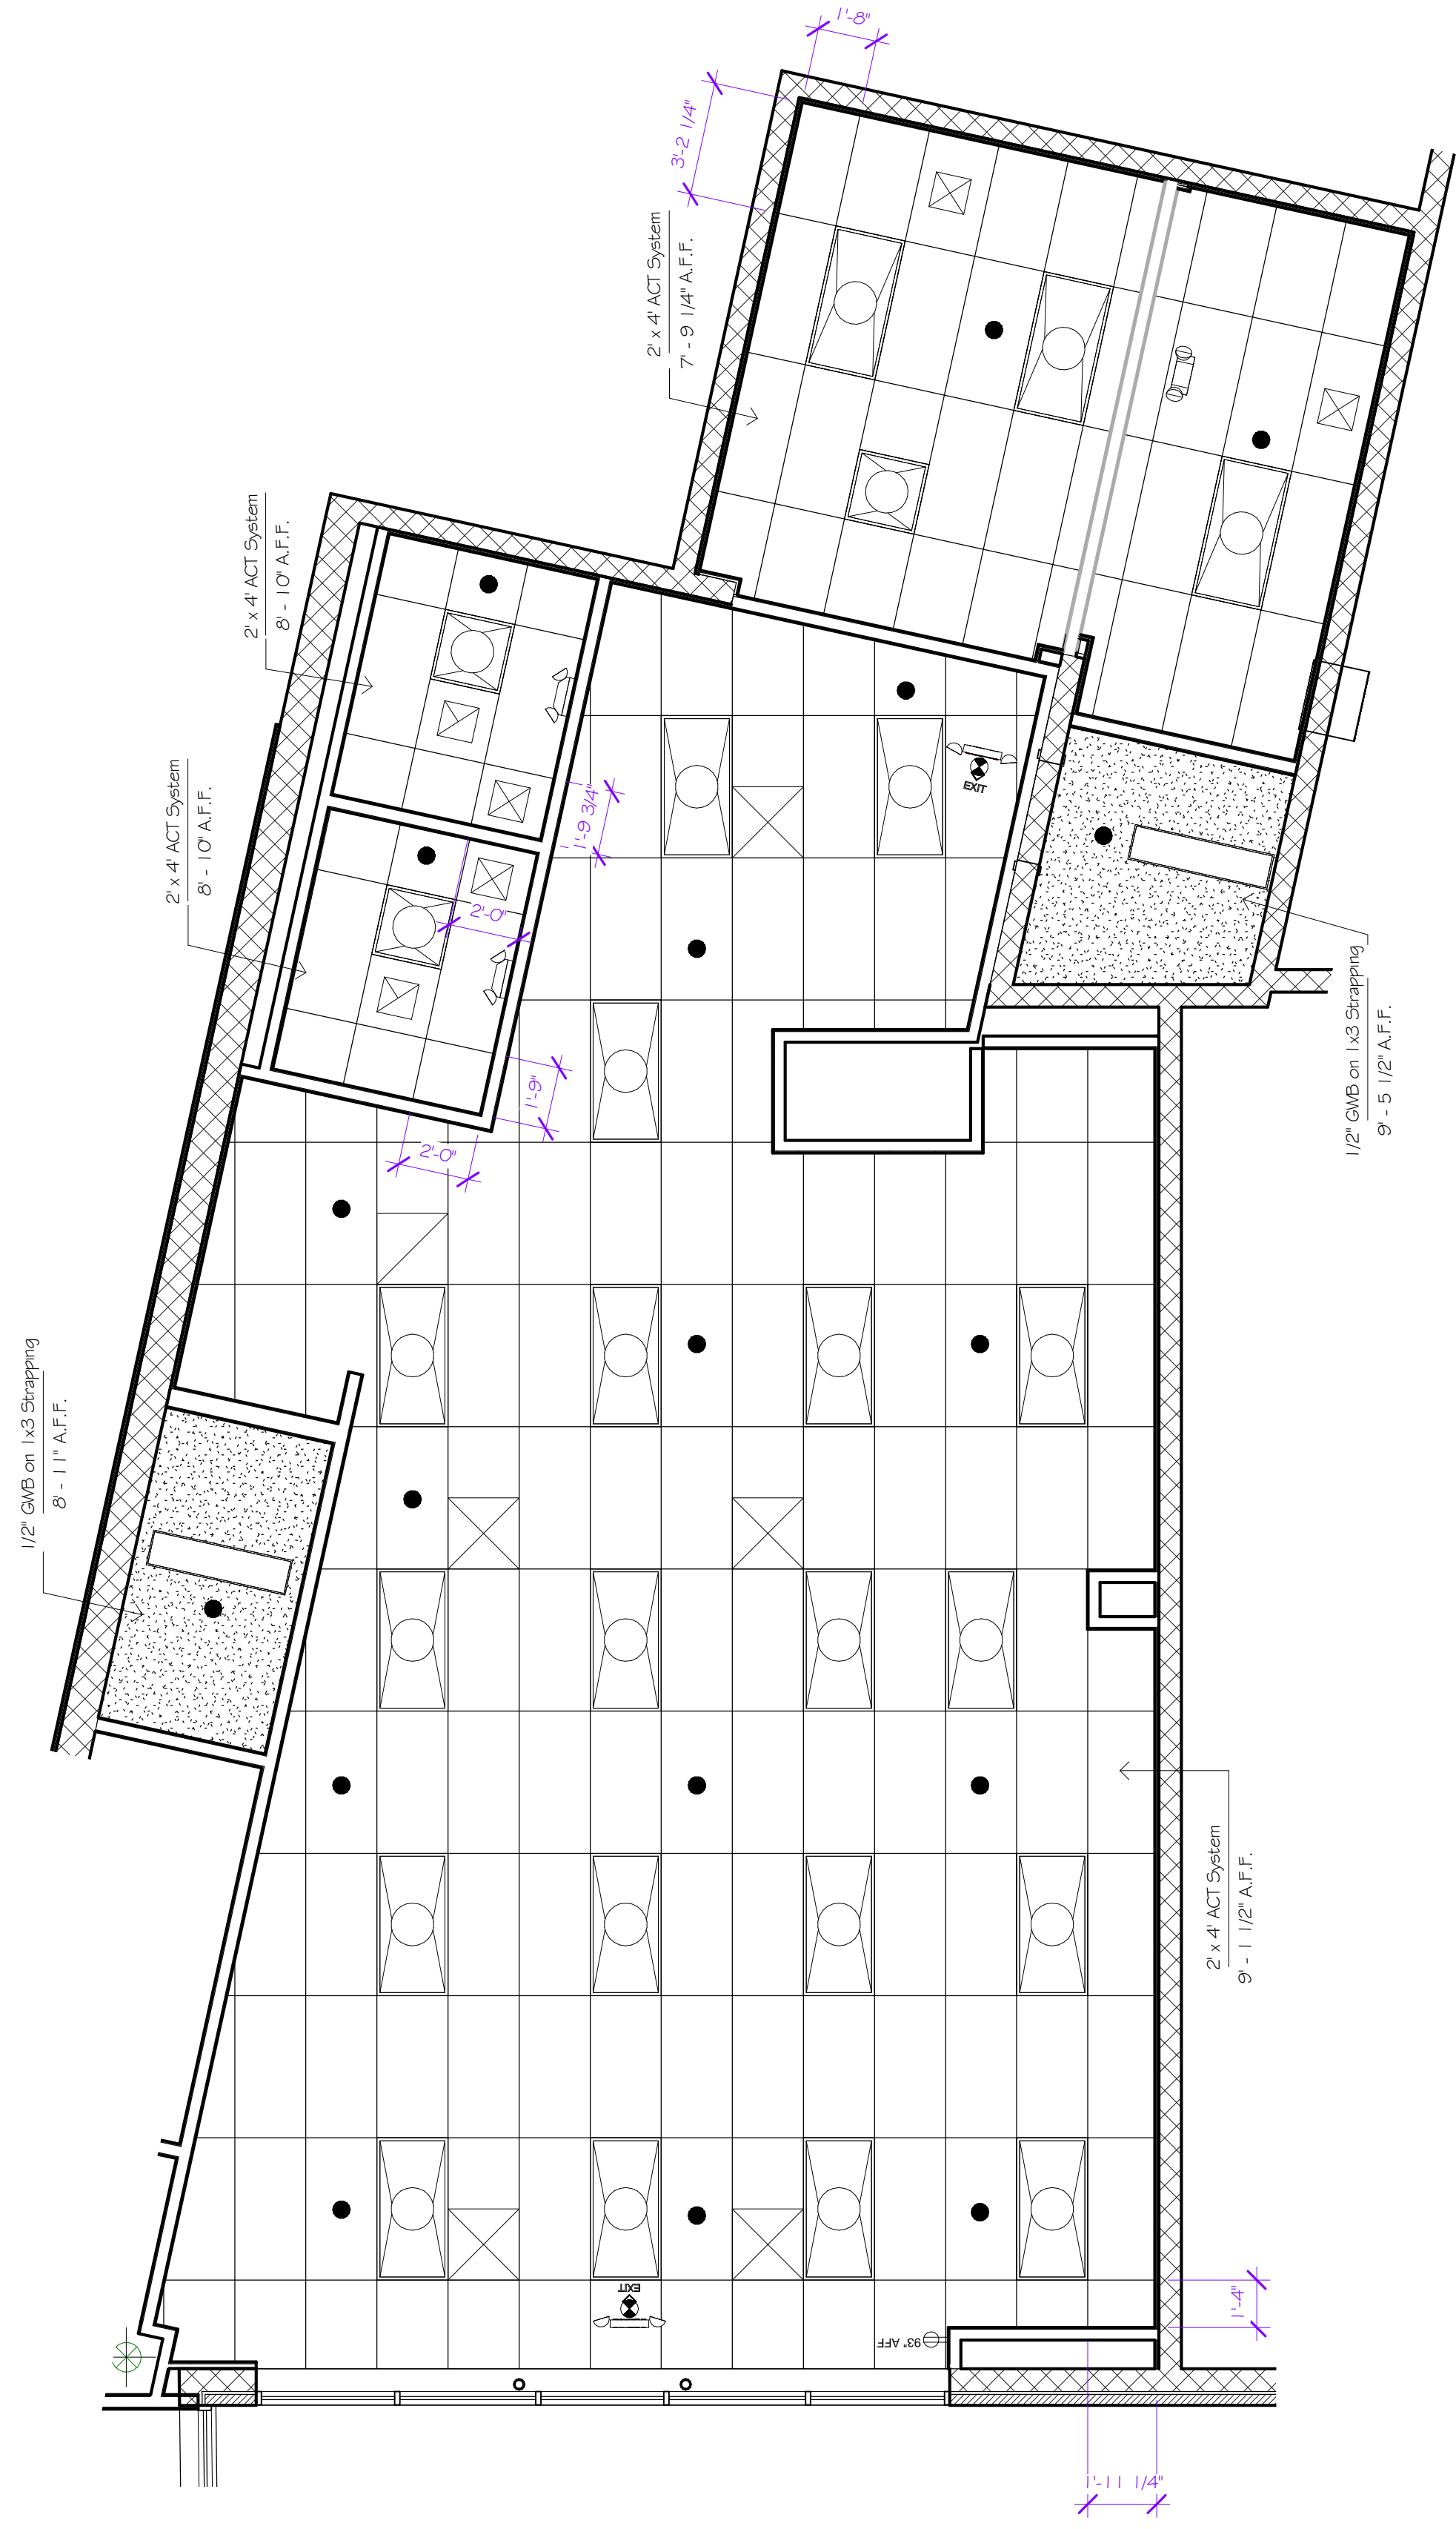 1'-8"
3'-2 1/4"
2' x 4' ACT System
7' - 9 1/4" A.F.F.
2' x 4' ACT System
8' - 10" A.F.F.
2' x 4' ACT System
8' - 10" A.F.F.
1'-9 3/4"
EXIT
2'-0"
1/2" GWB on 1x3 Strapping
9' - 5 1/2" A.F.F.
1'-9"
2'-0"
1/2" GWB on 1x3 Strapping
8' - 11" A.F.F.
2' x 4' ACT System
9' - 1 1/2" A.F.F.
EXIT
1'-4"
93" AFF
1'-11 1/4"